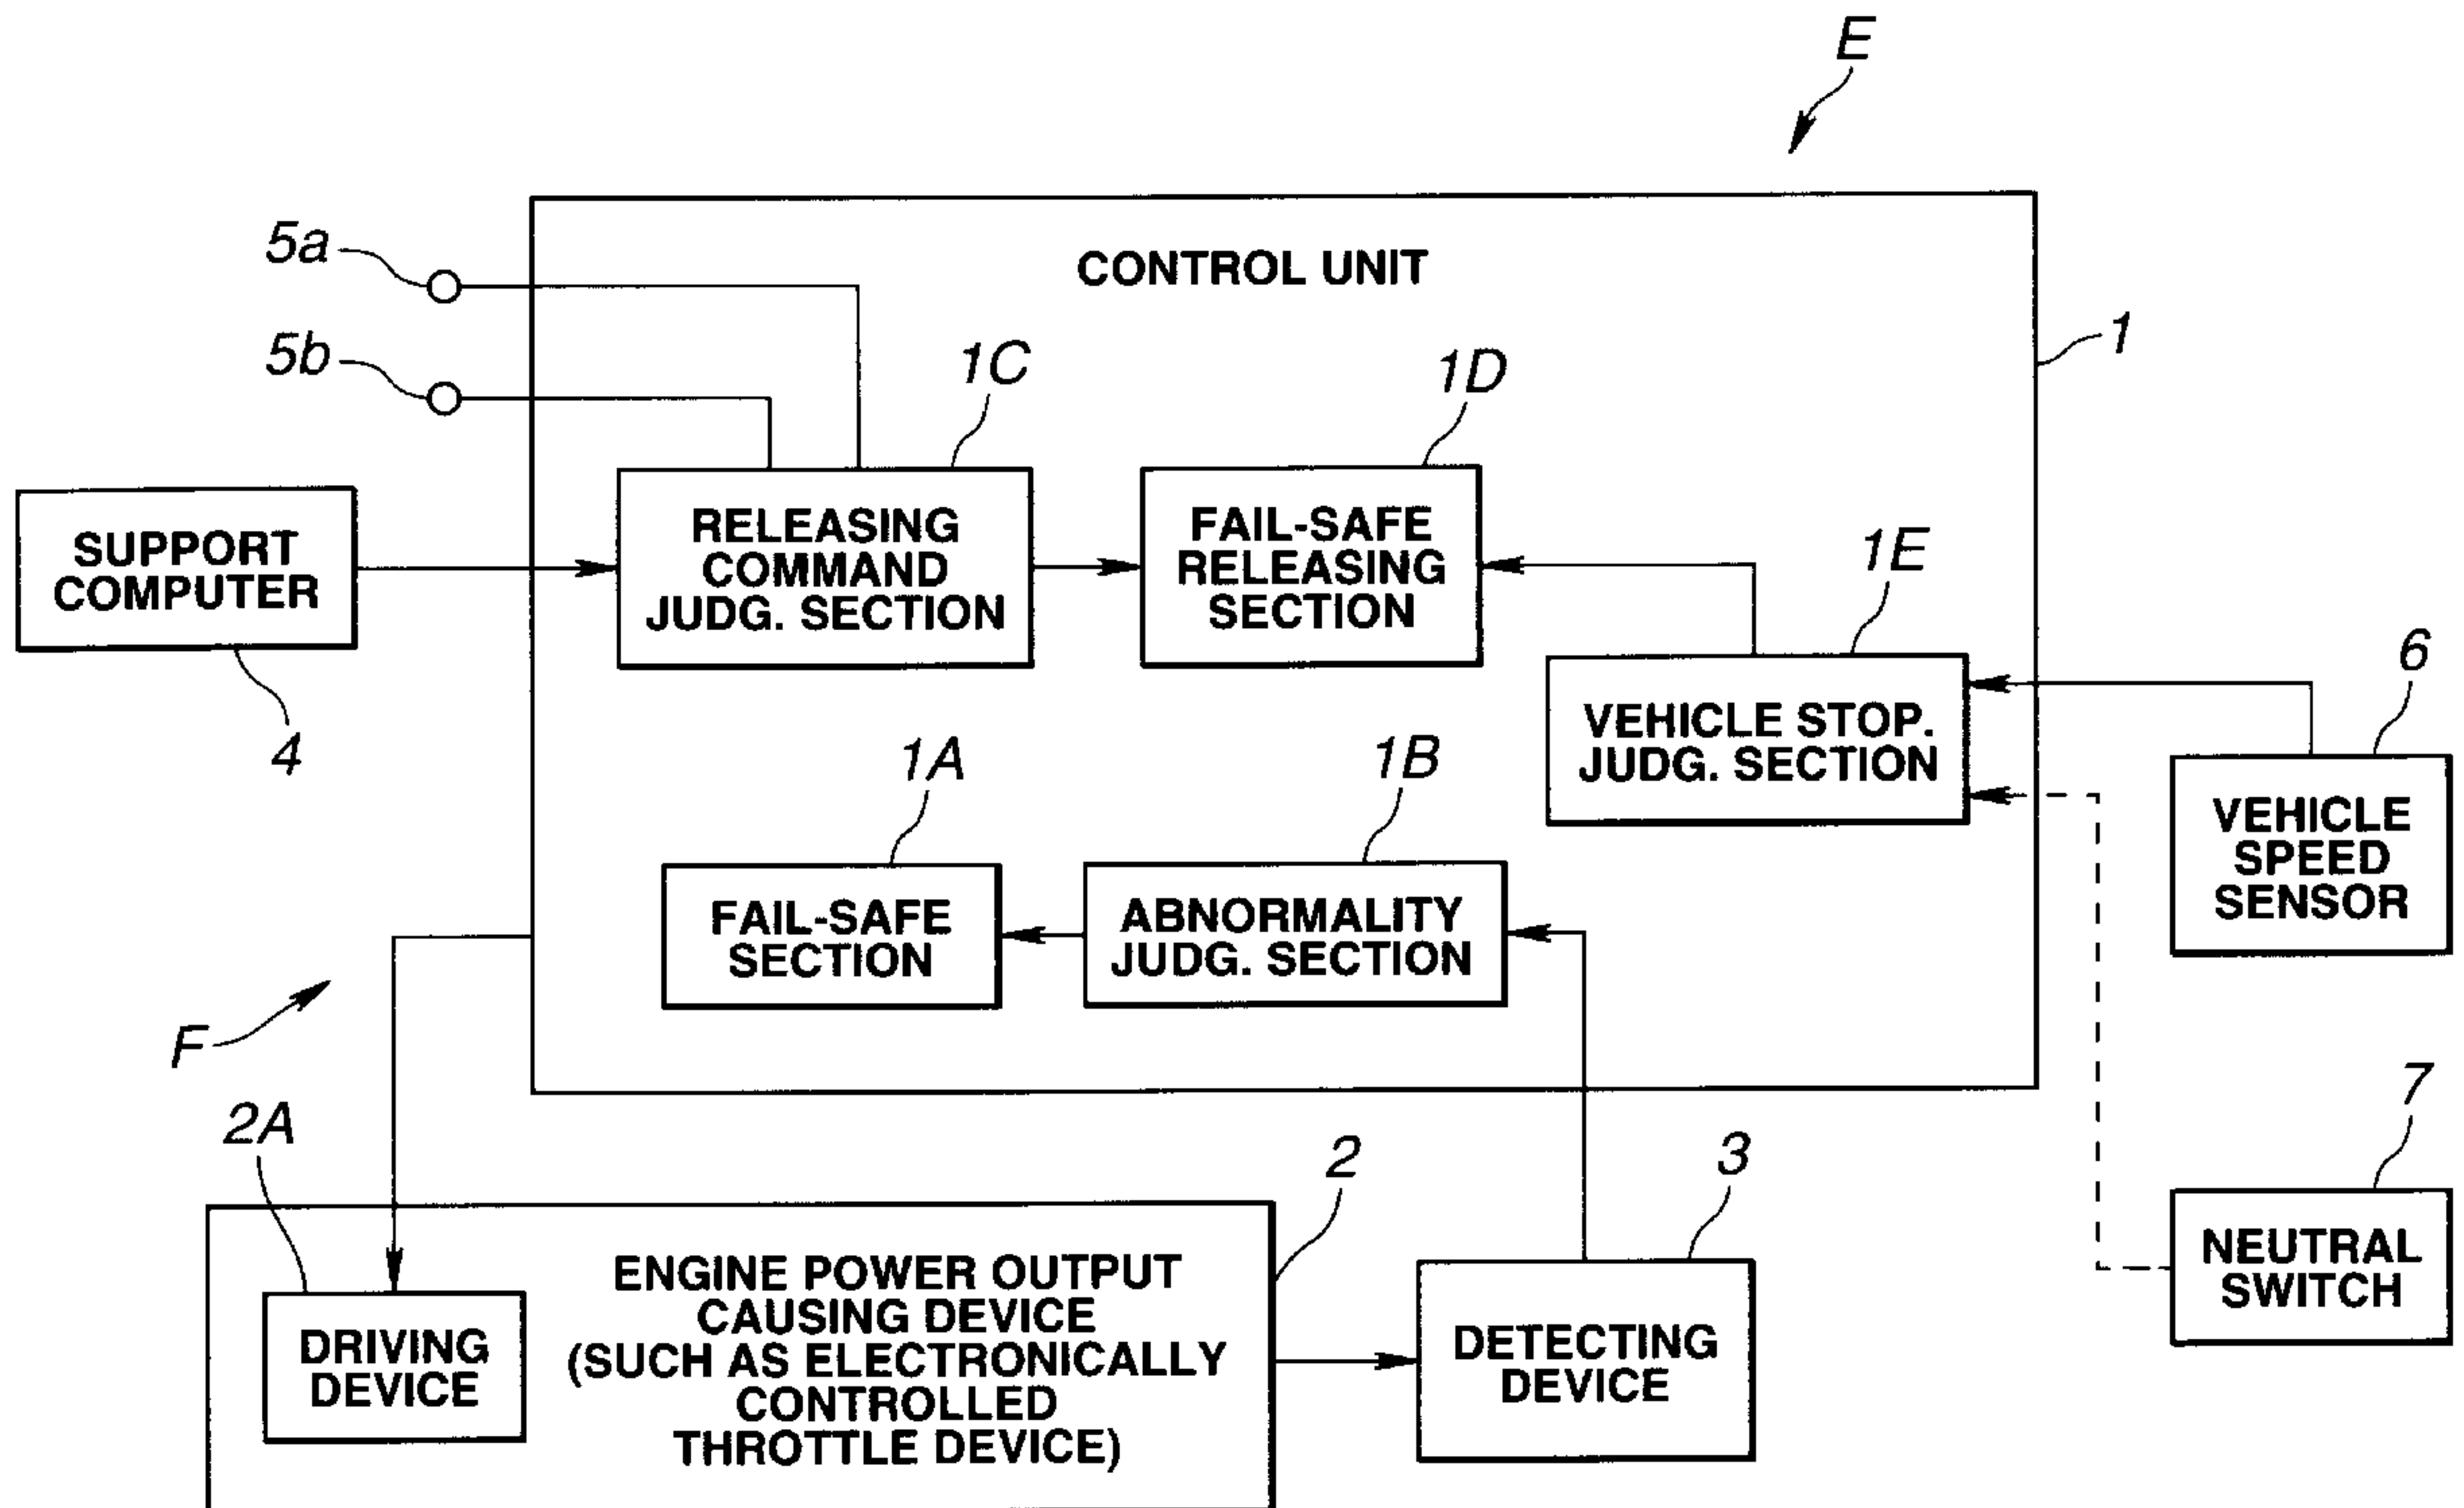 E
CONTROL UNIT
5a
5b
1
1C
1D
SUPPORT
COMPUTER
4
RELEASING
COMMAND
JUDG. SECTION
FAIL-SAFE
RELEASING
SECTION
1E
VEHICLE STOP.
JUDG. SECTION
6
VEHICLE
SPEED
SENSOR
1A
FAIL-SAFE
SECTION
1B
ABNORMALITY
JUDG. SECTION
F
7
NEUTRAL
SWITCH
2A
DRIVING
DEVICE
2
ENGINE POWER OUTPUT
CAUSING DEVICE
(SUCH AS ELECTRONICALLY
CONTROLLED
THROTTLE DEVICE)
3
DETECTING
DEVICE